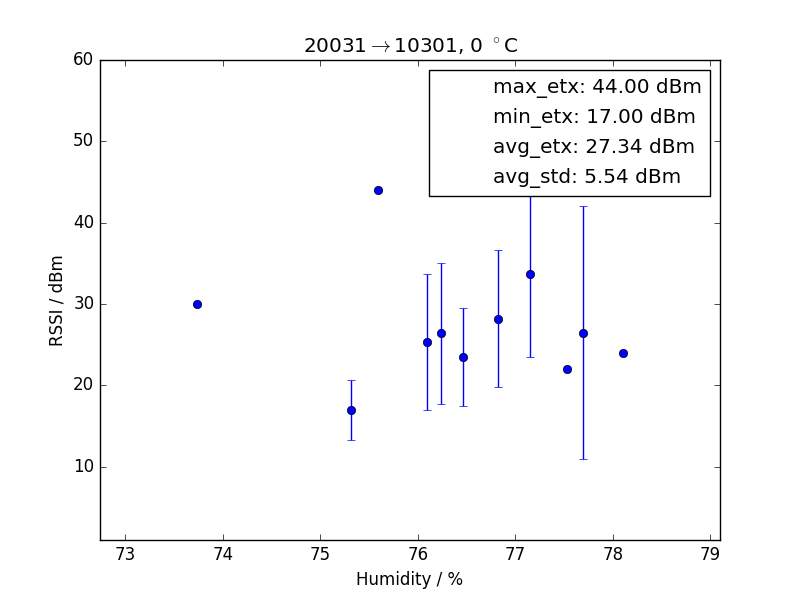 20031→10301, 0 °C
60
50
40
30
20
10
RSSI / dBm
max_etx: 44.00 dBm
min_etx: 17.00 dBm
avg_etx: 27.34 dBm
avg_std: 5.54 dBm
73 74 75 76 77 78 79
Humidity / %